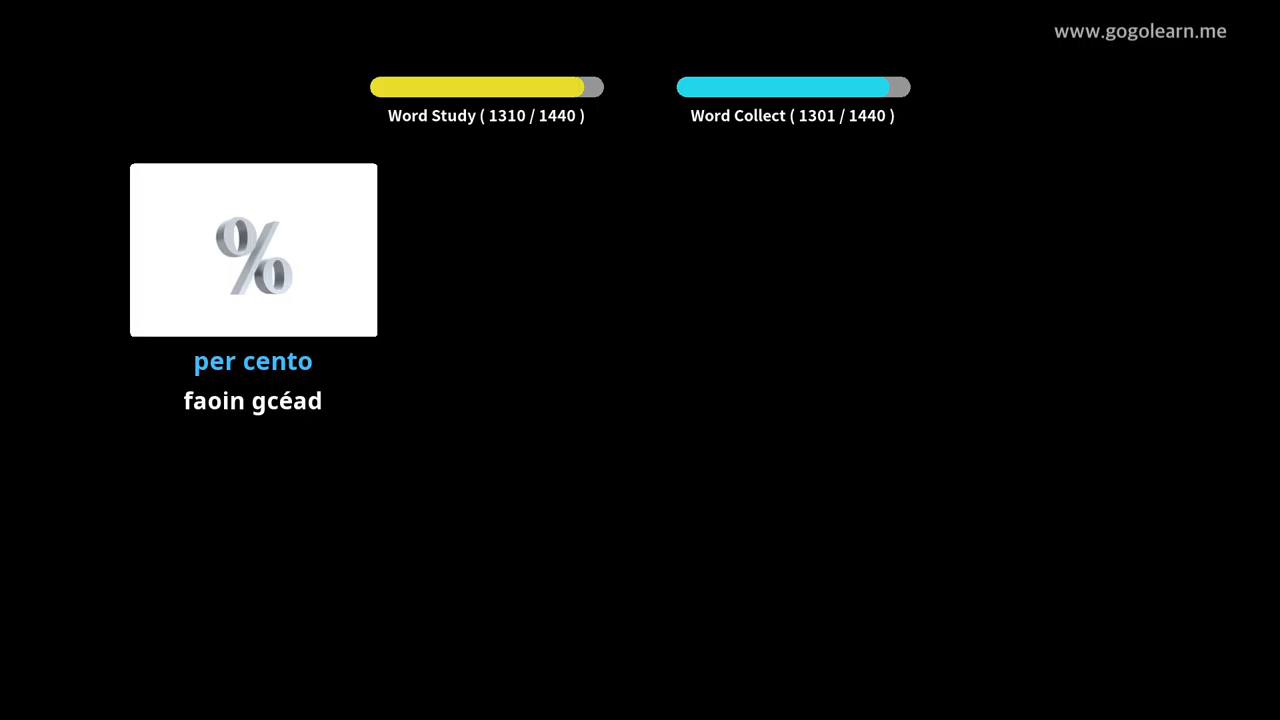 www.gogolearn.me
Word Study ( 1310 / 1440 )
Word Collect ( 1301 / 1440 )
%
per cento
faoin gcéad